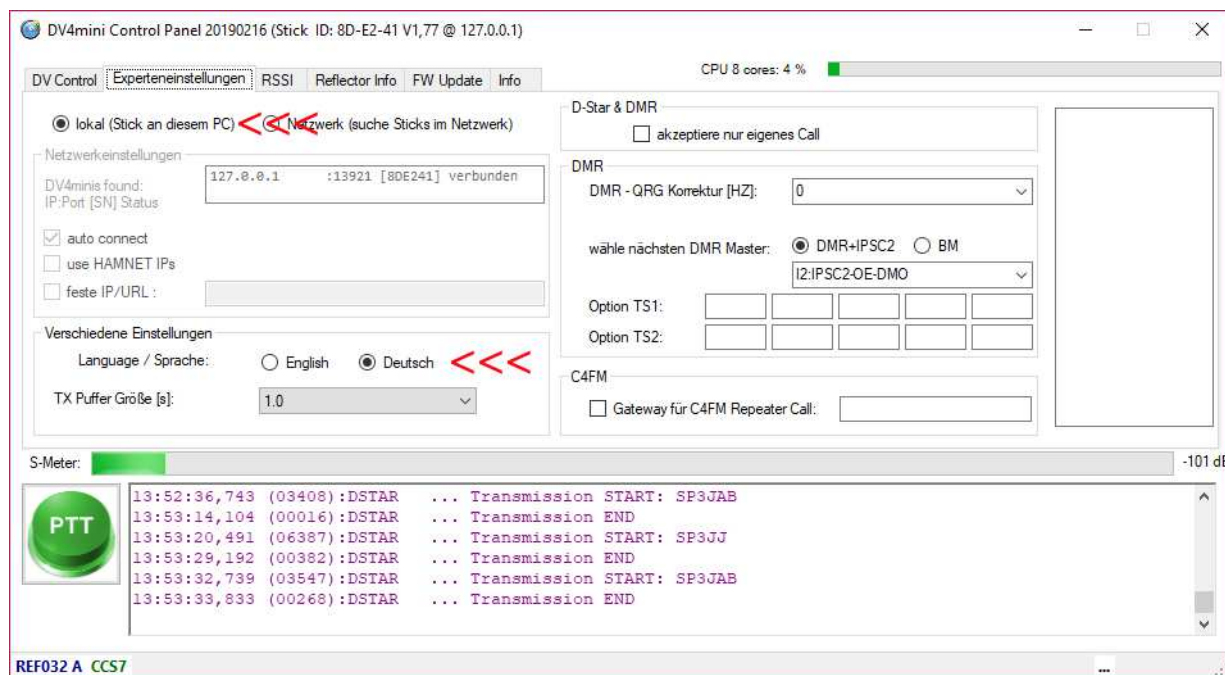 DV4mini Control Panel 20190216 (Stick ID: 8D-E2-41 V1,77 @ 127.0.0.1)
CPU 8 cores: 4 %
DV Control Experteneinstellungen RSSI Reflector Info FW Update Info
lokal (Stick an diesem PC) <<< Netzwerk (suche Sticks im Netzwerk)
Netzwerkeinstellungen
DV4minis found:
IP:Port [SN] Status
127.0.0.1 :13921 [8DE241] verbunden
auto connect
use HAMNET IPs
feste IP/URL :
Verschiedene Einstellungen
Language / Sprache: English Deutsch <<<
TX Puffer Größe [s]: 1.0
D-Star & DMR
akzeptiere nur eigenes Call
DMR
DMR - QRG Korrektur [HZ]: 0
wähle nächsten DMR Master: DMR+IPSC2 BM
I2:IPSC2-OE-DMO
Option TS1:
Option TS2:
C4FM
Gateway für C4FM Repeater Call:
S-Meter: -101 dB
PTT
13:52:36,743 (03408):DSTAR ... Transmission START: SP3JAB
13:53:14,104 (00016):DSTAR ... Transmission END
13:53:20,491 (06387):DSTAR ... Transmission START: SP3JJ
13:53:29,192 (00382):DSTAR ... Transmission END
13:53:32,739 (03547):DSTAR ... Transmission START: SP3JAB
13:53:33,833 (00268):DSTAR ... Transmission END
REF032 A CCS7 ...